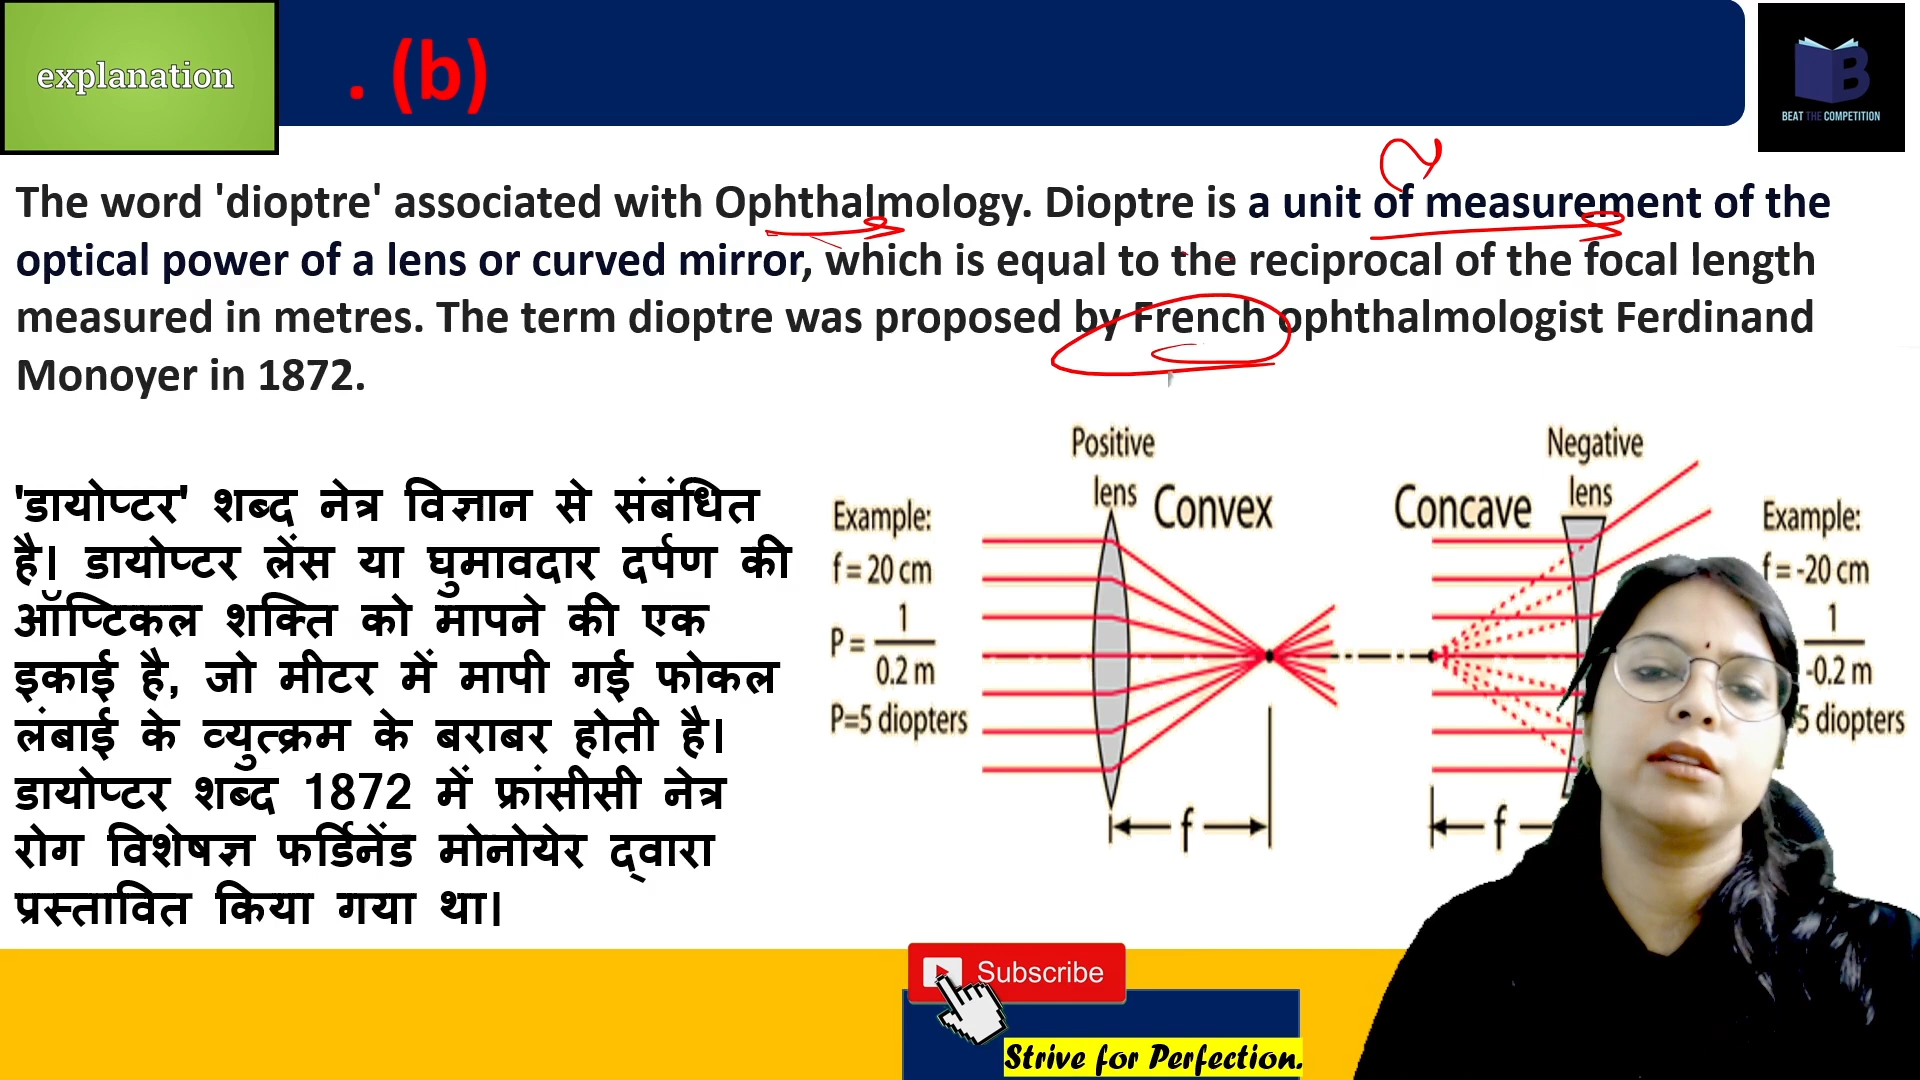 explanation
. (b)
BEAT THE COMPETITION
The word 'dioptre' associated with Ophthalmology. Dioptre is a unit of measurement of the
optical power of a lens or curved mirror, which is equal to the reciprocal of the focal length
measured in metres. The term dioptre was proposed by French ophthalmologist Ferdinand
Monoyer in 1872.
'डायोप्टर' शब्द नेत्र विज्ञान से संबंधित
है। डायोप्टर लेंस या घुमावदार दर्पण की
ऑप्टिकल शक्ति को मापने की एक
इकाई है, जो मीटर में मापी गई फोकल
लंबाई के व्युत्क्रम के बराबर होती है।
डायोप्टर शब्द 1872 में फ्रांसीसी नेत्र
रोग विशेषज्ञ फर्डिनेंड मोनोयेर द्वारा
प्रस्तावित किया गया था।
Positive
lens
Convex
Example:
f = 20 cm
P = 1
0.2 m
P=5 diopters
f
Negative
lens
Concave
Example:
f = -20 cm
1
-0.2 m
5 diopters
f
Subscribe
Strive for Perfection.